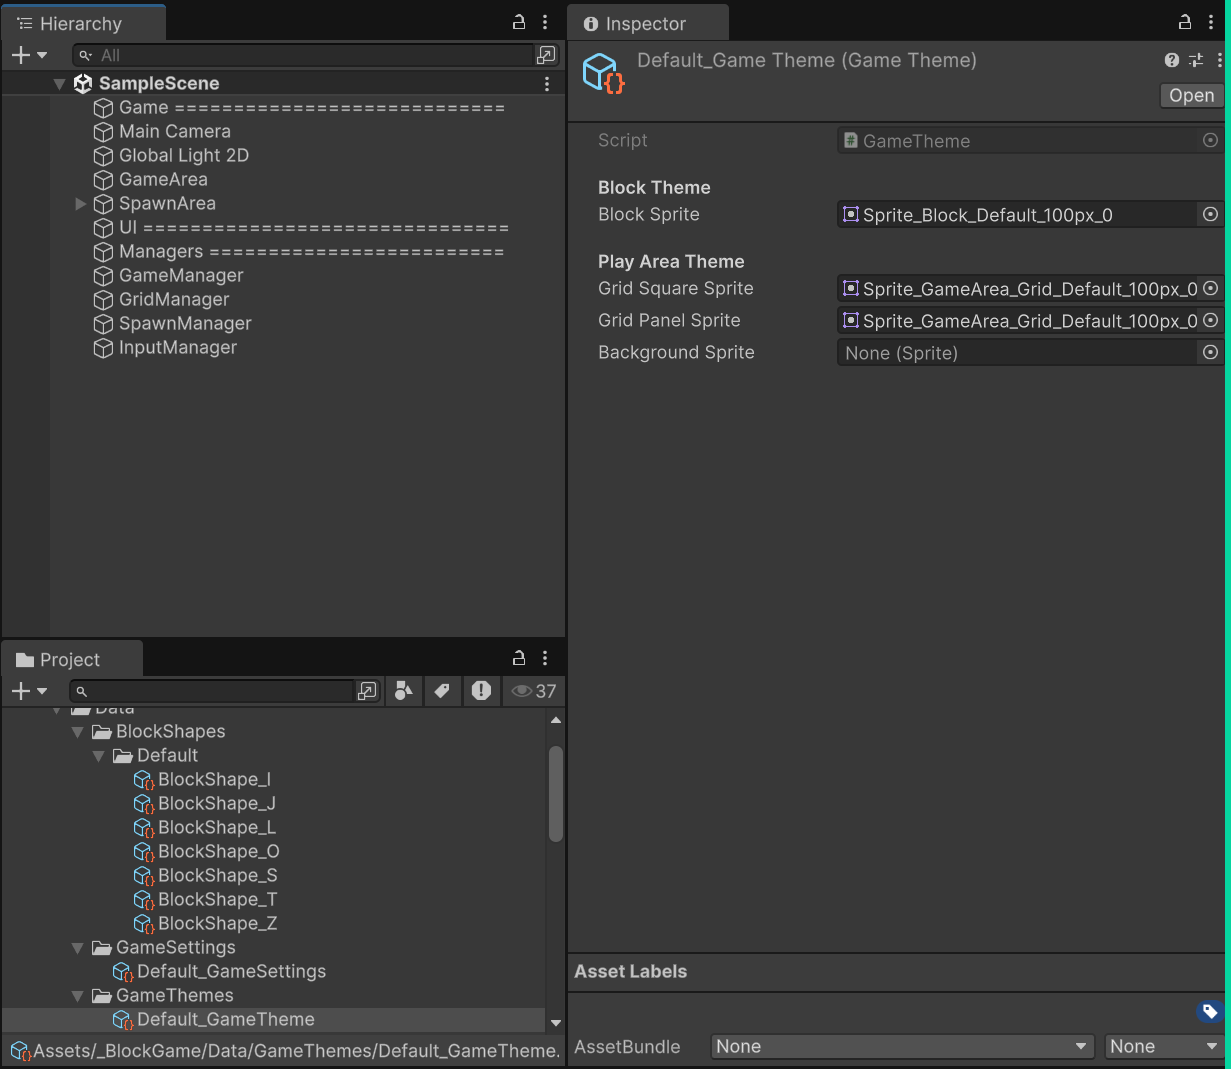 Hierarchy
All
SampleScene
Game ===========================
Main Camera
Global Light 2D
GameArea
SpawnArea
UI ==============================
Managers ========================
GameManager
GridManager
SpawnManager
InputManager
Project
37
Data
BlockShapes
Default
BlockShape_I
BlockShape_J
BlockShape_L
BlockShape_O
BlockShape_S
BlockShape_T
BlockShape_Z
GameSettings
Default_GameSettings
GameThemes
Default_GameTheme
Assets/_BlockGame/Data/GameThemes/Default_GameTheme.
Inspector
Default_Game Theme (Game Theme)
Open
Script GameTheme
Block Theme
Block Sprite Sprite_Block_Default_100px_0
Play Area Theme
Grid Square Sprite Sprite_GameArea_Grid_Default_100px_0
Grid Panel Sprite Sprite_GameArea_Grid_Default_100px_0
Background Sprite None (Sprite)
Asset Labels
AssetBundle None None